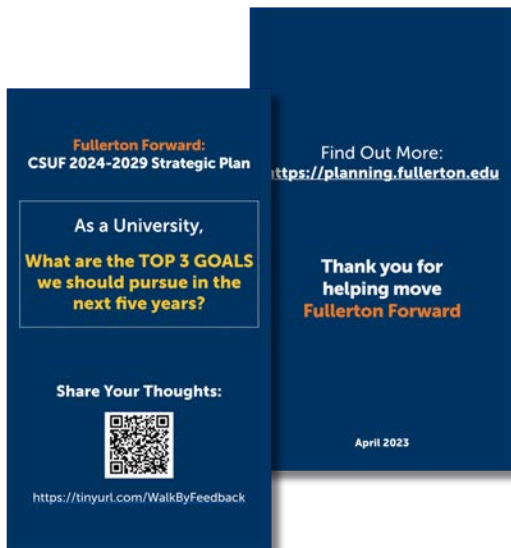 Fullerton Forward:
CSUF 2024-2029 Strategic Plan
As a University,
What are the TOP 3 GOALS
we should pursue in the
next five years?
Share Your Thoughts:
https://tinyurl.com/WalkByFeedback
Find Out More:
ttps://planning.fullerton.edu
Thank you for
helping move
Fullerton Forward
April 2023